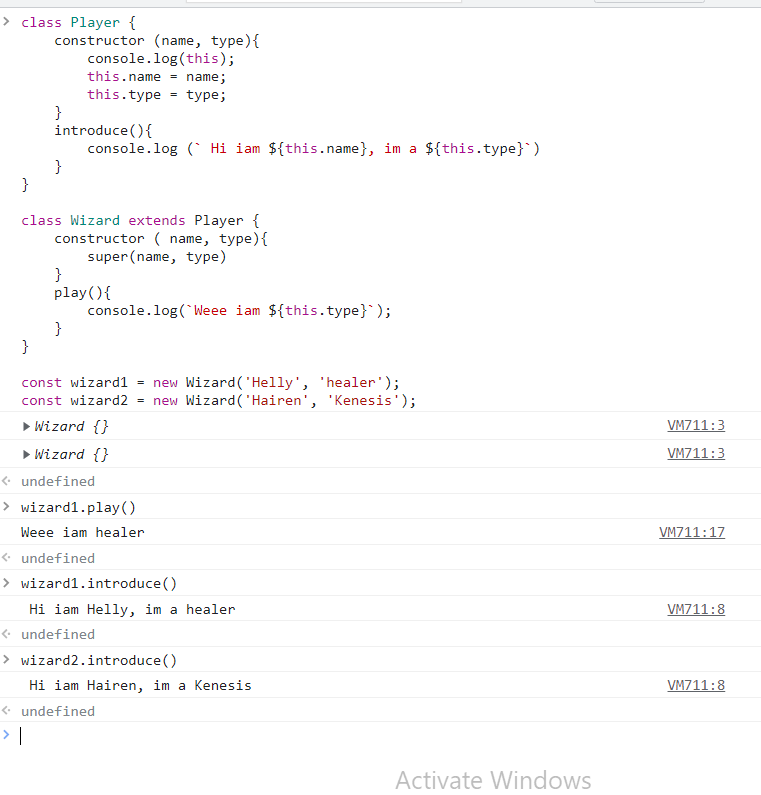 class Player {
    constructor (name, type){
        console.log(this);
        this.name = name;
        this.type = type;
    }
    introduce(){
        console.log (` Hi iam ${this.name}, im a ${this.type}`)
    }
}

class Wizard extends Player {
    constructor ( name, type){
        super(name, type)
    }
    play(){
        console.log(`Weee iam ${this.type}`);
    }
}

const wizard1 = new Wizard('Helly', 'healer');
const wizard2 = new Wizard('Hairen', 'Kenesis');
Wizard {} VM711:3
Wizard {} VM711:3
undefined
wizard1.play()
Weee iam healer VM711:17
undefined
wizard1.introduce()
 Hi iam Helly, im a healer VM711:8
undefined
wizard2.introduce()
 Hi iam Hairen, im a Kenesis VM711:8
undefined
Activate Windows